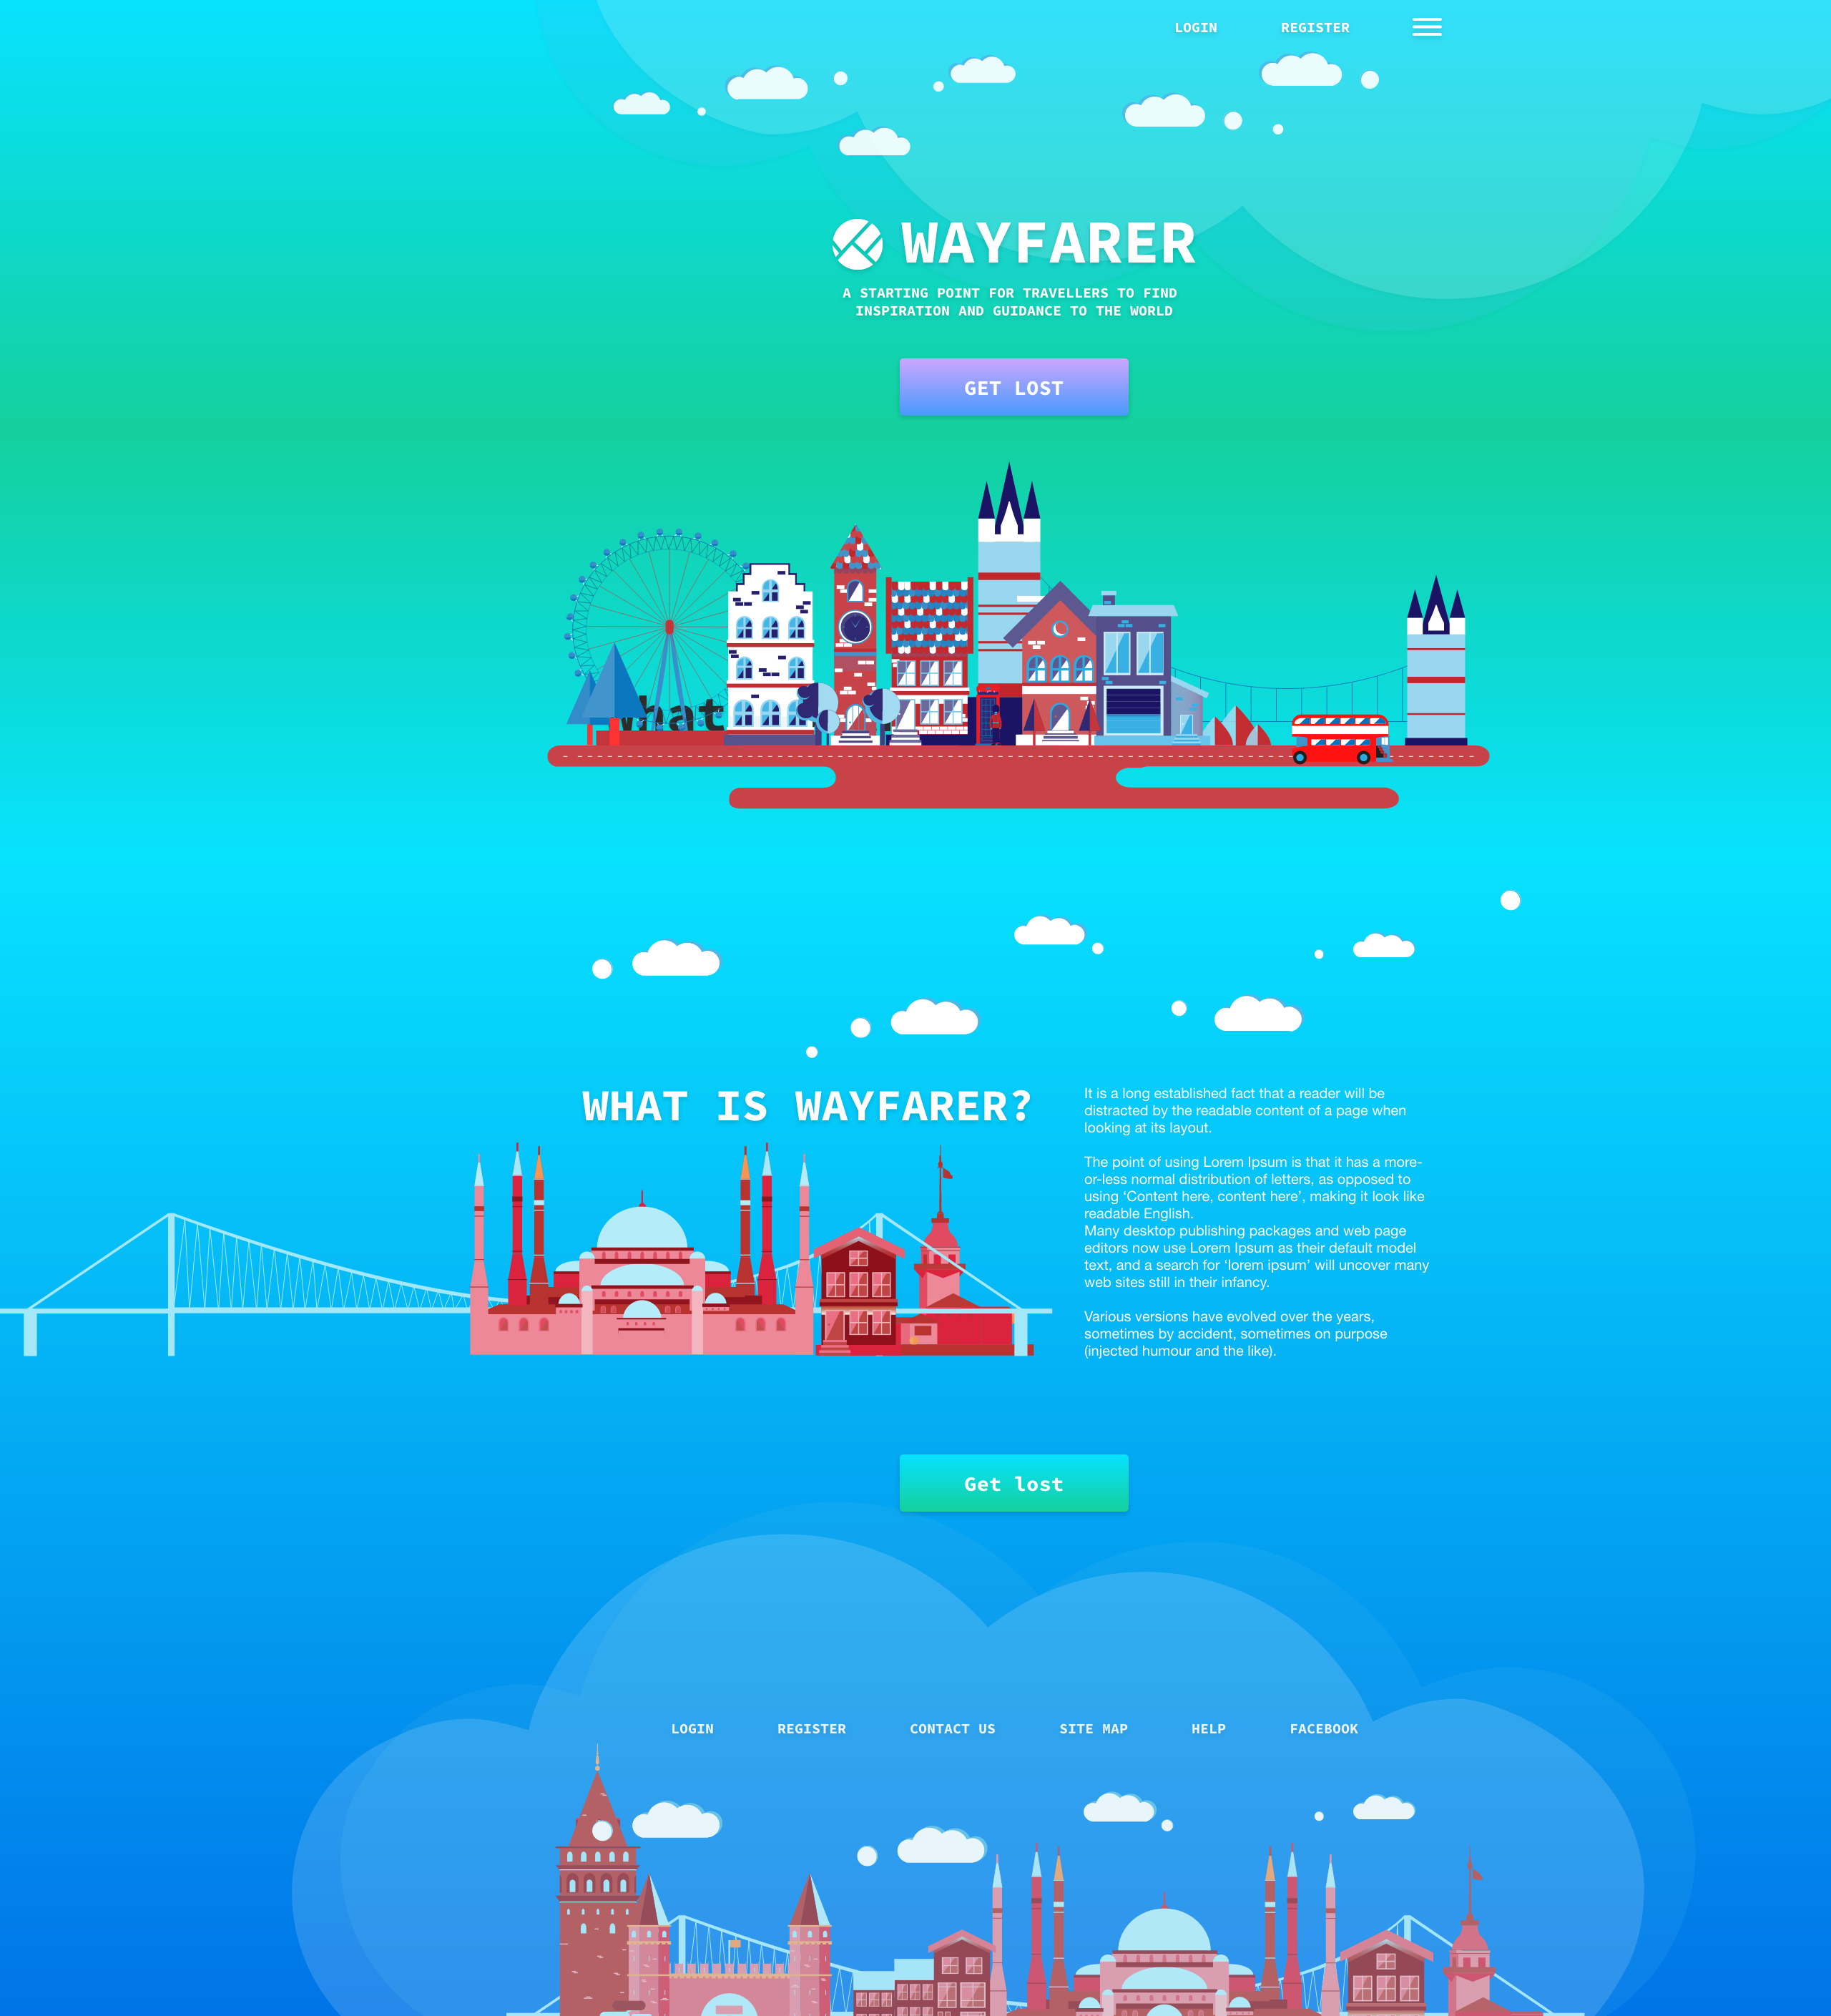 LOGIN REGISTER
WAYFARER
A STARTING POINT FOR TRAVELLERS TO FIND
INSPIRATION AND GUIDANCE TO THE WORLD
GET LOST
WHAT IS WAYFARER?
It is a long established fact that a reader will be
distracted by the readable content of a page when
looking at its layout.
The point of using Lorem Ipsum is that it has a more-
or-less normal distribution of letters, as opposed to
using ‘Content here, content here’, making it look like
readable English.
Many desktop publishing packages and web page
editors now use Lorem Ipsum as their default model
text, and a search for ‘lorem ipsum’ will uncover many
web sites still in their infancy.
Various versions have evolved over the years,
sometimes by accident, sometimes on purpose
(injected humour and the like).
Get lost
LOGIN REGISTER CONTACT US SITE MAP HELP FACEBOOK